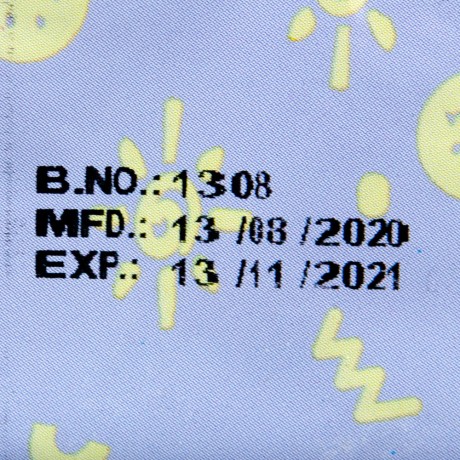 B.NO.: 1308
MFD.: 13 /08 /2020
EXP.: 13 /11 /2021